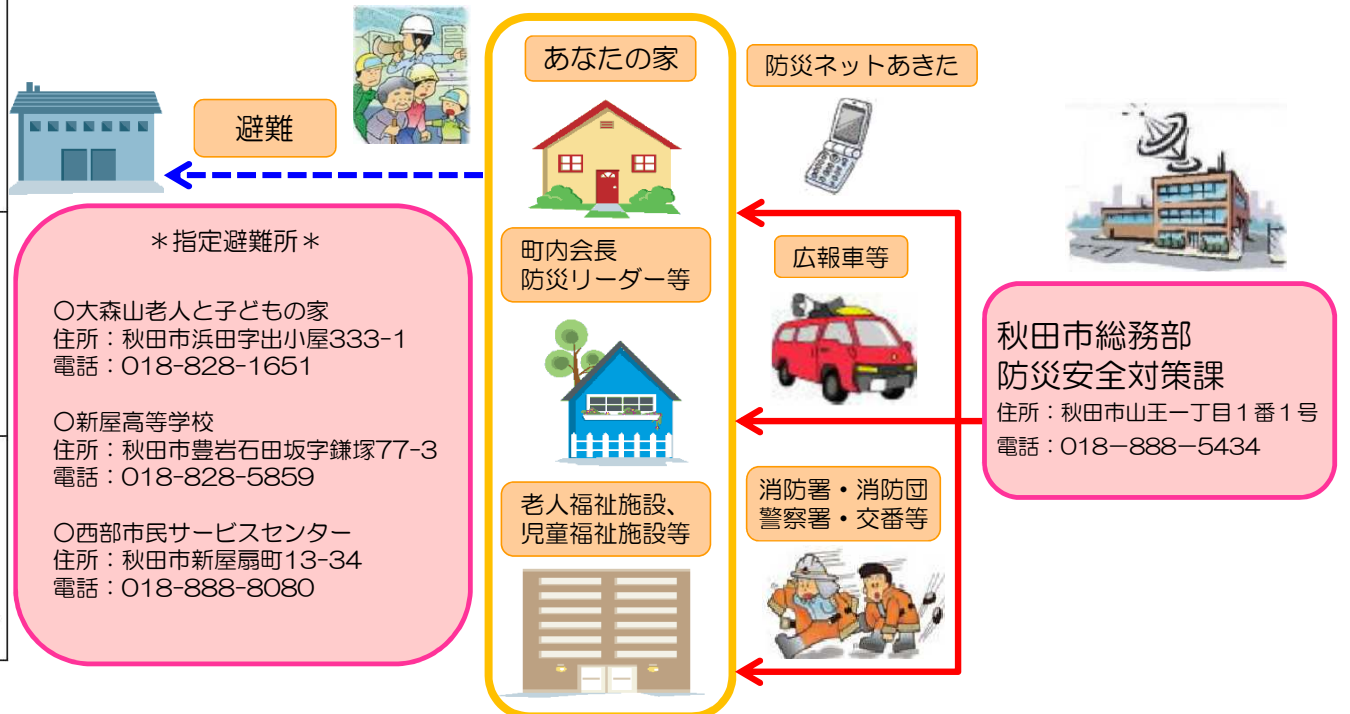 避難
＊指定避難所＊
〇大森山老人と子どもの家
住所：秋田市浜田字出小屋333-1
電話：018-828-1651
〇新屋高等学校
住所：秋田市豊岩石田坂字鎌塚77-3
電話：018-828-5859
〇西部市民サービスセンター
住所：秋田市新屋扇町13-34
電話：018-888-8080
あなたの家
町内会長
防災リーダー等
老人福祉施設、
児童福祉施設等
防災ネットあきた
広報車等
消防署・消防団
警察署・交番等
秋田市総務部
防災安全対策課
住所：秋田市山王一丁目１番１号
電話：018－888－5434